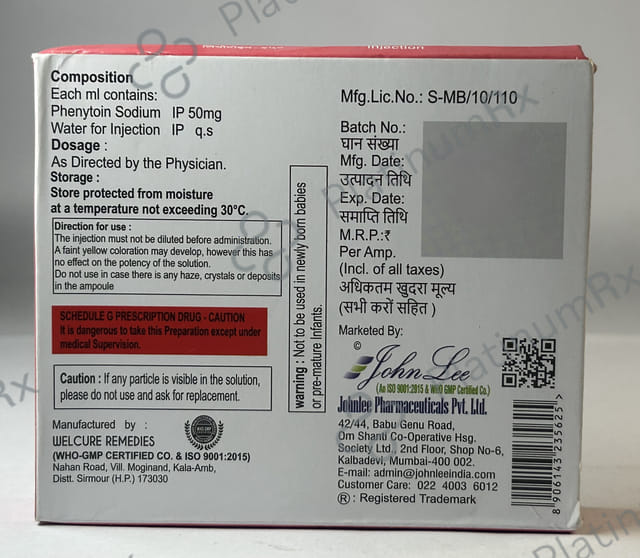 Injection
Composition
Each ml contains:
Phenytoin Sodium IP 50mg
Water for Injection IP q.s
Dosage :
As Directed by the Physician.
Storage :
Store protected from moisture
at a temperature not exceeding 30°C.
Direction for use :
The injection must not be diluted before administration.
A faint yellow coloration may develop, however this has
no effect on the potency of the solution.
Do not use in case there is any haze, crystals or deposits
in the ampoule
SCHEDULE G PRESCRIPTION DRUG - CAUTION
It is dangerous to take this Preparation except under
medical Supervision.
Caution : If any particle is visible in the solution,
please do not use and ask for replacement.
Manufactured by :
WELCURE REMEDIES
(WHO-GMP CERTIFIED CO. & ISO 9001:2015)
Nahan Road, Vill. Moginand, Kala-Amb,
Distt. Sirmour (H.P.) 173030
warning : Not to be used in newly born babies
or pre-mature Infants.
Mfg.Lic.No.: S-MB/10/110
Batch No.:
घान संख्या
Mfg. Date:
उत्पादन तिथि
Exp. Date:
समाप्ति तिथि
M.R.P.:₹
Per Amp.
(Incl. of all taxes)
अधिकतम खुदरा मूल्य
(सभी करों सहित )
Marketed By:
©
John Lee
(An ISO 9001:2015 & WHO GMP Certified Co.)
Johnlee Pharmaceuticals Pvt. Ltd.
42/44, Babu Genu Road,
Om Shanti Co-Operative Hsg.
Society Ltd., 2nd Floor, Shop No-6,
Kalbadevi, Mumbai-400 002.
E-mail: admin@johnleeindia.com
Customer Care: 022 4003 6012
® : Registered Trademark
8 906143 235625 >
PlatinumRx
PlatinumRx
PlatinumRx